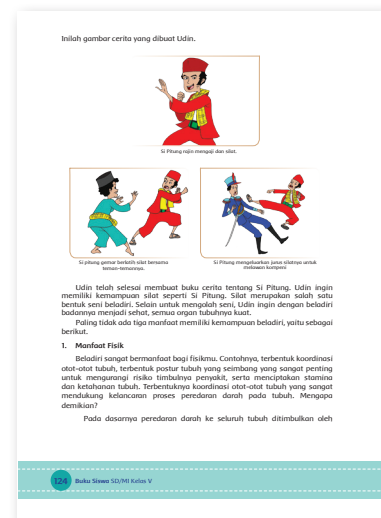 Inilah gambar cerita yang dibuat Udin.
Si Pitung rajin mengaji dan silat.
Si pitung gemar berlatih silat bersama
teman-temannya.
Si Pitung mengeluarkan jurus silatnya untuk
melawan kompeni
Udin telah selesai membuat buku cerita tentang Si Pitung. Udin ingin
memiliki kemampuan silat seperti Si Pitung. Silat merupakan salah satu
bentuk seni beladiri. Selain untuk mengolah seni, Udin ingin dengan beladiri
badannya menjadi sehat, semua organ tubuhnya kuat.
Paling tidak ada tiga manfaat memiliki kemampuan beladiri, yaitu sebagai
berikut.
1. Manfaat Fisik
Beladiri sangat bermanfaat bagi fisikmu. Contohnya, terbentuk koordinasi
otot-otot tubuh, terbentuk postur tubuh yang seimbang yang sangat penting
untuk mengurangi risiko timbulnya penyakit, serta menciptakan stamina
dan ketahanan tubuh. Terbentuknya koordinasi otot-otot tubuh yang sangat
mendukung kelancaran proses peredaran darah pada tubuh. Mengapa
demikian?
Pada dasarnya peredaran darah ke seluruh tubuh ditimbulkan oleh
124 Buku Siswa SD/MI Kelas V